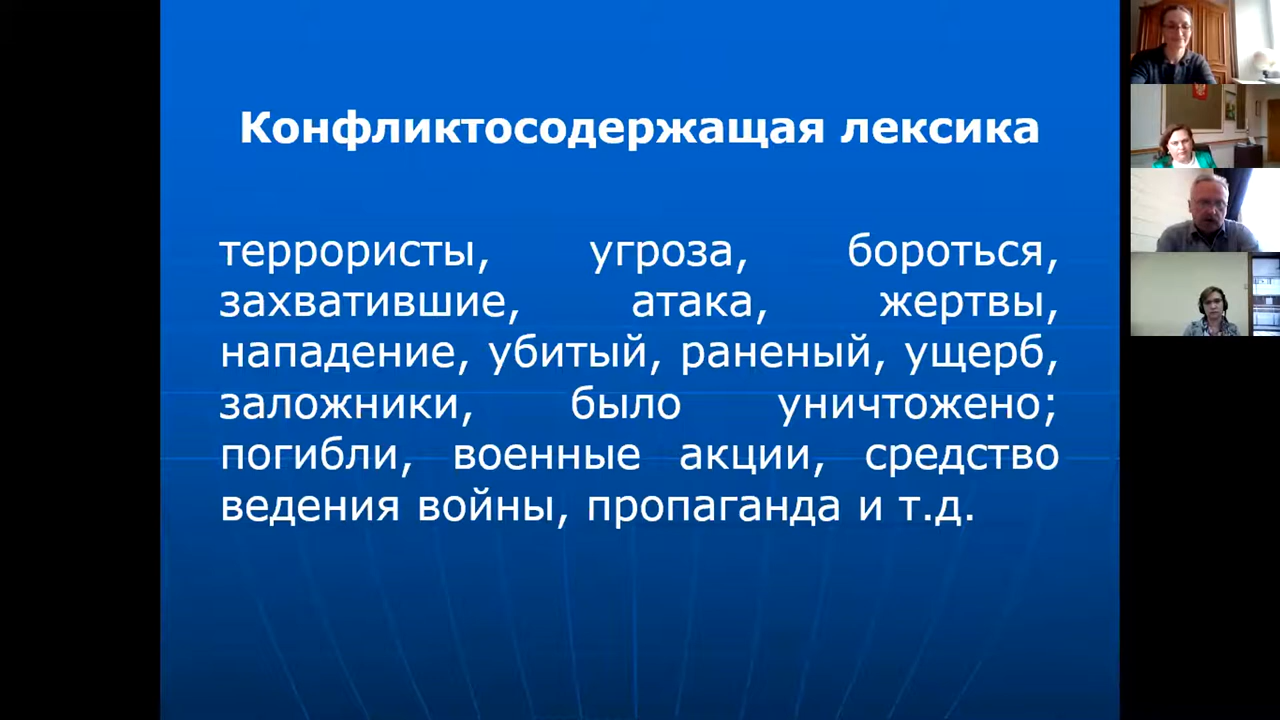 Конфликтосодержащая лексика
террористы, угроза, бороться,
захватившие, атака, жертвы,
нападение, убитый, раненый, ущерб,
заложники, было уничтожено;
погибли, военные акции, средство
ведения войны, пропаганда и т.д.